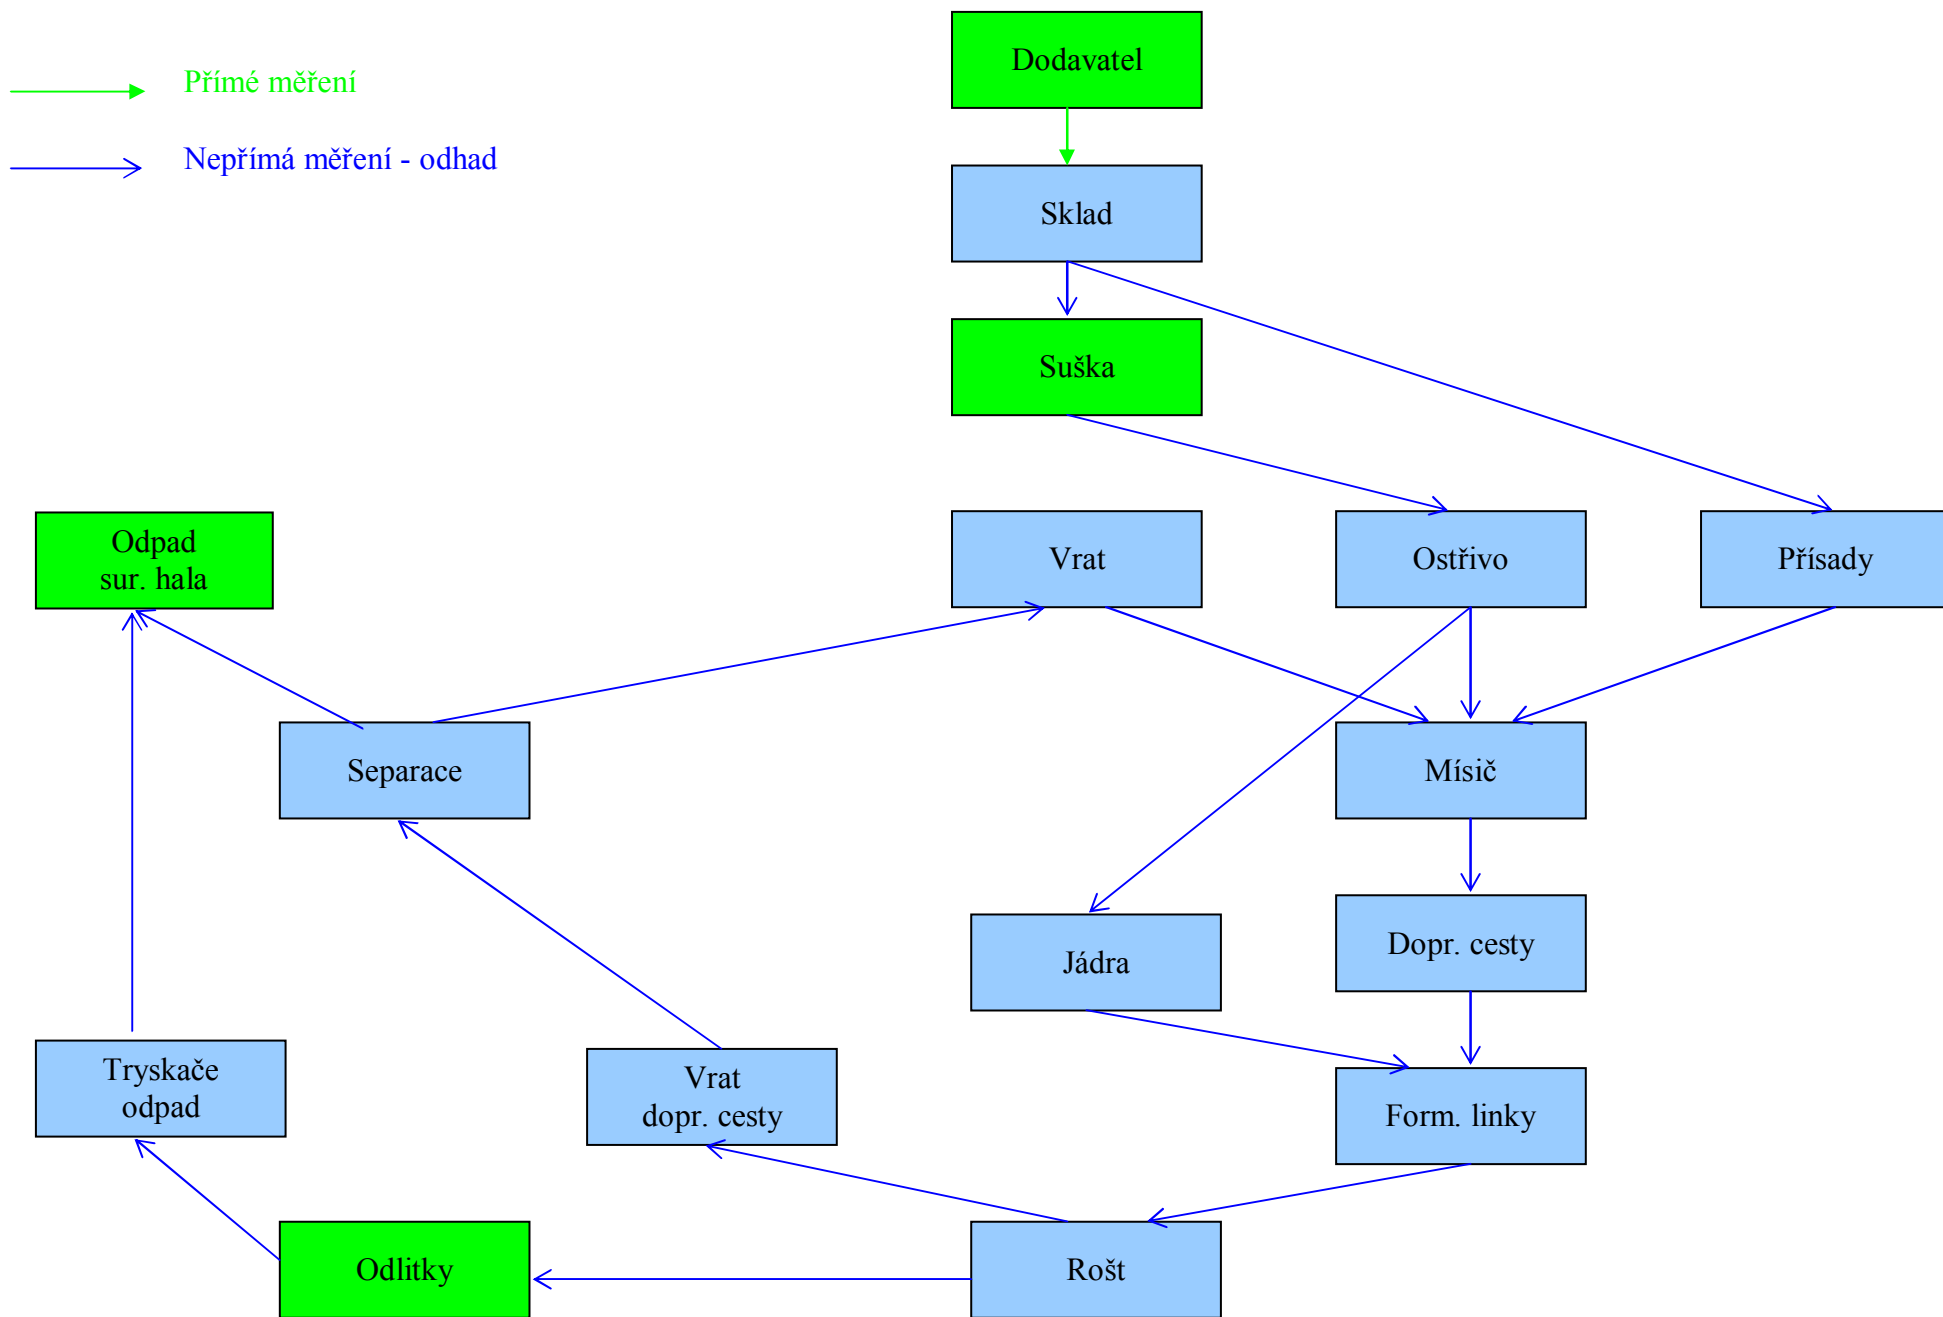 Dodavatel
Přímé měření
Nepřímá měření - odhad
Sklad
Suška
Odpad
sur. hala
Vrat
Ostřivo
Přísady
Separace
Mísič
Dopr. cesty
Jádra
Tryskače
odpad
Vrat
dopr. cesty
Form. linky
Odlitky
Rošt